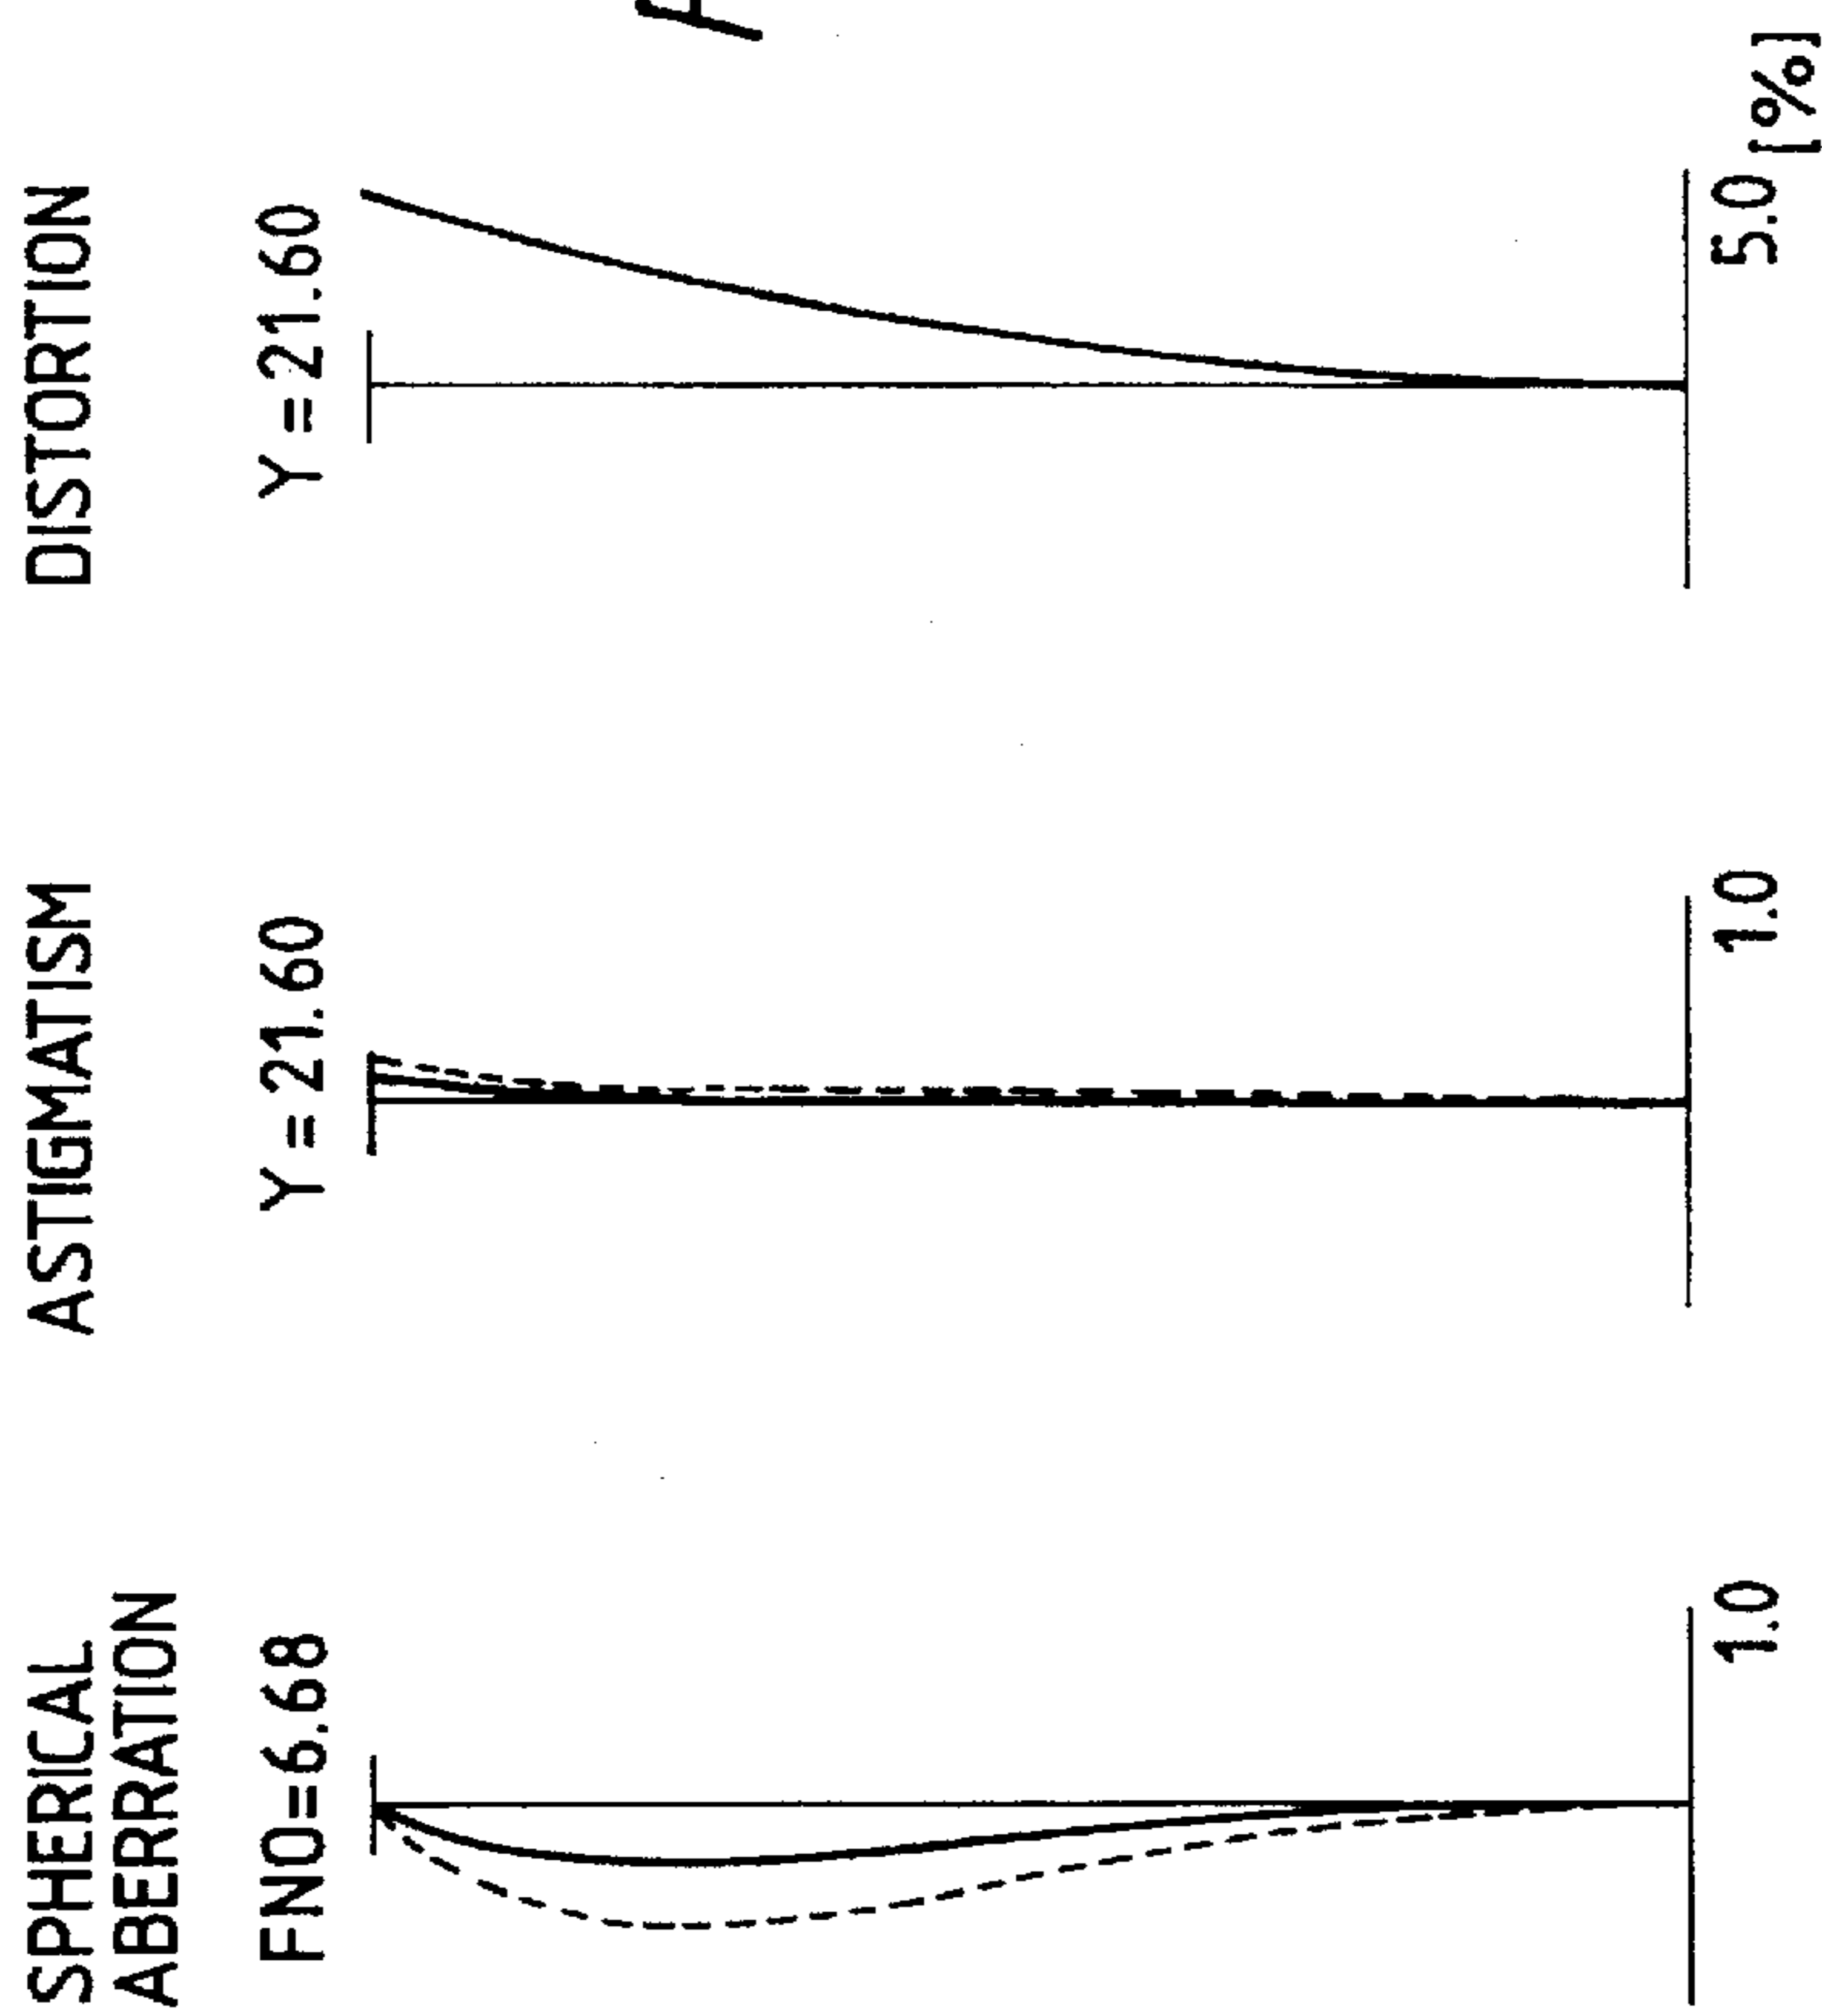 SPHERICAL
ABERRATION
FNO=6.68
1.0
ASTIGMATISM
Y = 21.60
1.0
DISTORTION
Y = 21.60
5.0
[%]